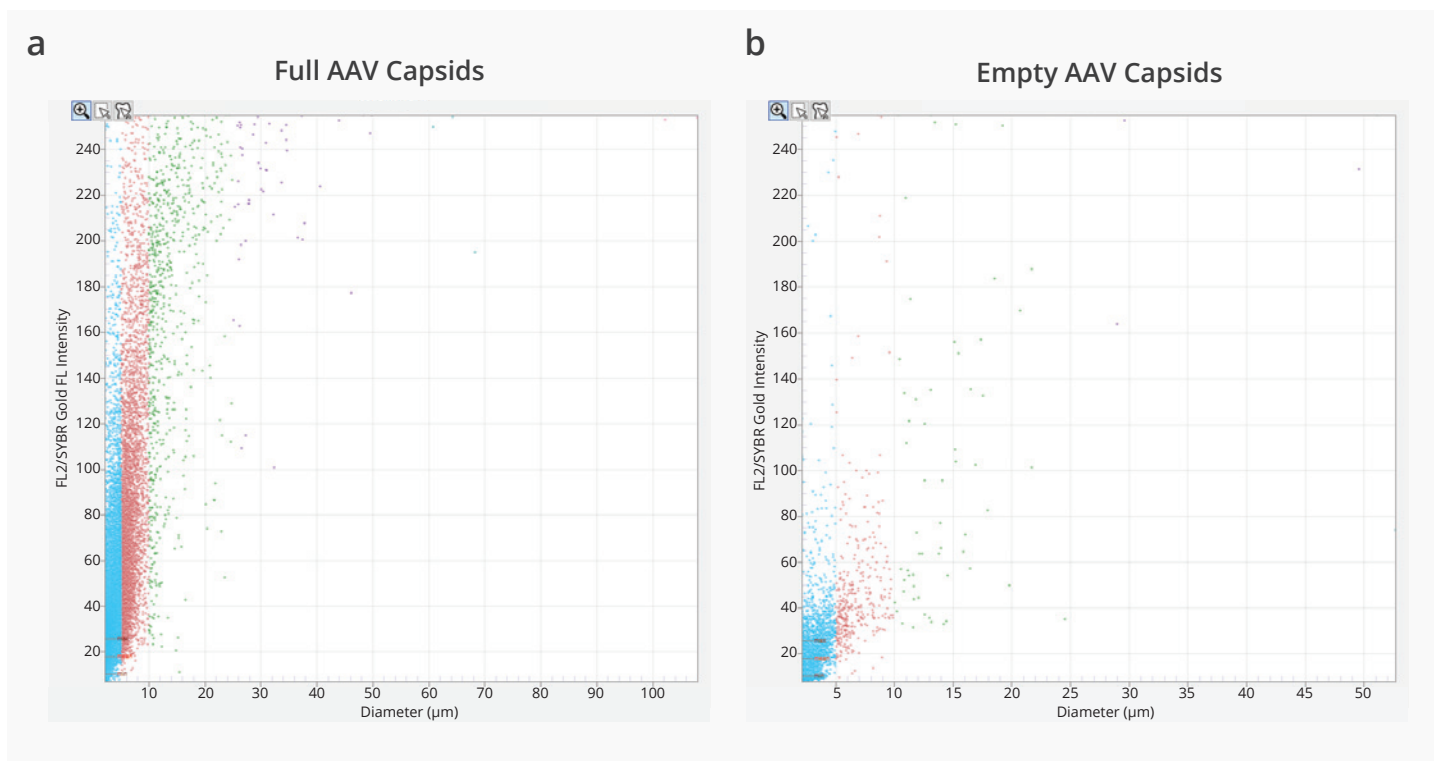 a
Full AAV Capsids
FL2/SYBR Gold FL Intensity
240
220
200
180
160
140
120
100
80
60
40
20
10 20 30 40 50 60 70 80 90 100
Diameter (µm)
b
Empty AAV Capsids
FL2/SYBR Gold Intensity
240
220
200
180
160
140
120
100
80
60
40
20
5 10 15 20 25 30 35 40 45 50
Diameter (µm)